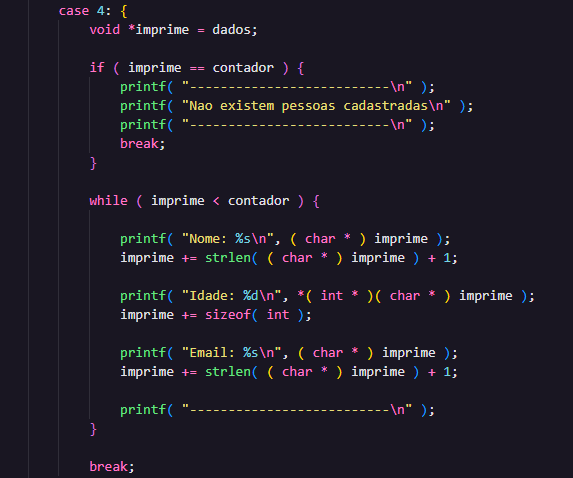 case 4: {
void *imprime = dados;
if ( imprime == contador ) {
printf( "--------------------------\n" );
printf( "Nao existem pessoas cadastradas\n" );
printf( "--------------------------\n" );
break;
}
while ( imprime < contador ) {
printf( "Nome: %s\n", ( char * ) imprime );
imprime += strlen( ( char * ) imprime ) + 1;
printf( "Idade: %d\n", *( int * )( char * ) imprime );
imprime += sizeof( int );
printf( "Email: %s\n", ( char * ) imprime );
imprime += strlen( ( char * ) imprime ) + 1;
printf( "--------------------------\n" );
}
break;